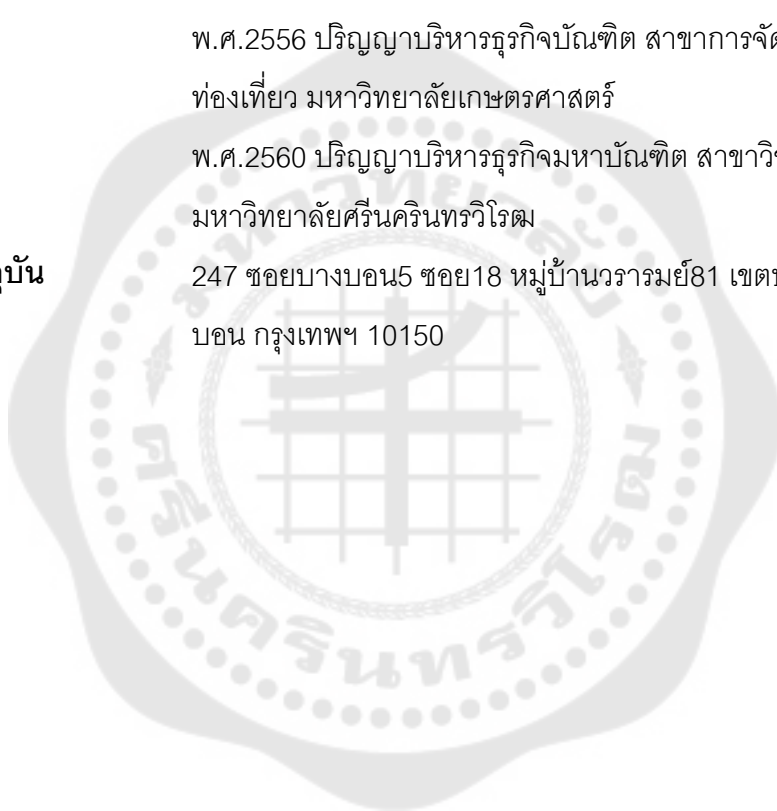 พ.ศ.2556 ปริญญาบริหารธุรกิจบัณฑิต สาขาการจัด
ท่องเที่ยว มหาวิทยาลัยเกษตรศาสตร์
พ.ศ.2560 ปริญญาบริหารธุรกิจมหาบัณฑิต
มหาวิทยาลัยศรีนครินทรวิโรฒ
247 ซอยบางบอน5 ซอย18 หมู่บ้านวรารมย์81
บอน กรุงเทพฯ 10150
มหาวิทยาลัย
ศรีนครินทรวิโรฒ